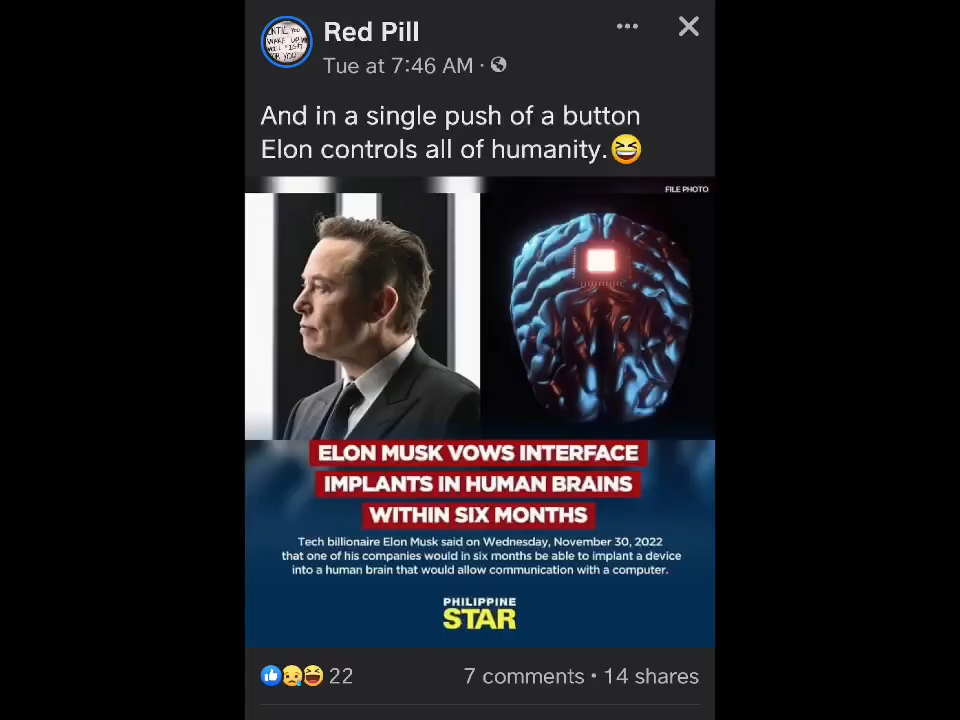 Red Pill
Tue at 7:46 AM ·
And in a single push of a button
Elon controls all of humanity.😆
FILE PHOTO
ELON MUSK VOWS INTERFACE
IMPLANTS IN HUMAN BRAINS
WITHIN SIX MONTHS
Tech billionaire Elon Musk said on Wednesday, November 30, 2022
that one of his companies would in six months be able to implant a device
into a human brain that would allow communication with a computer.
PHILIPPINE
STAR
22
7 comments • 14 shares